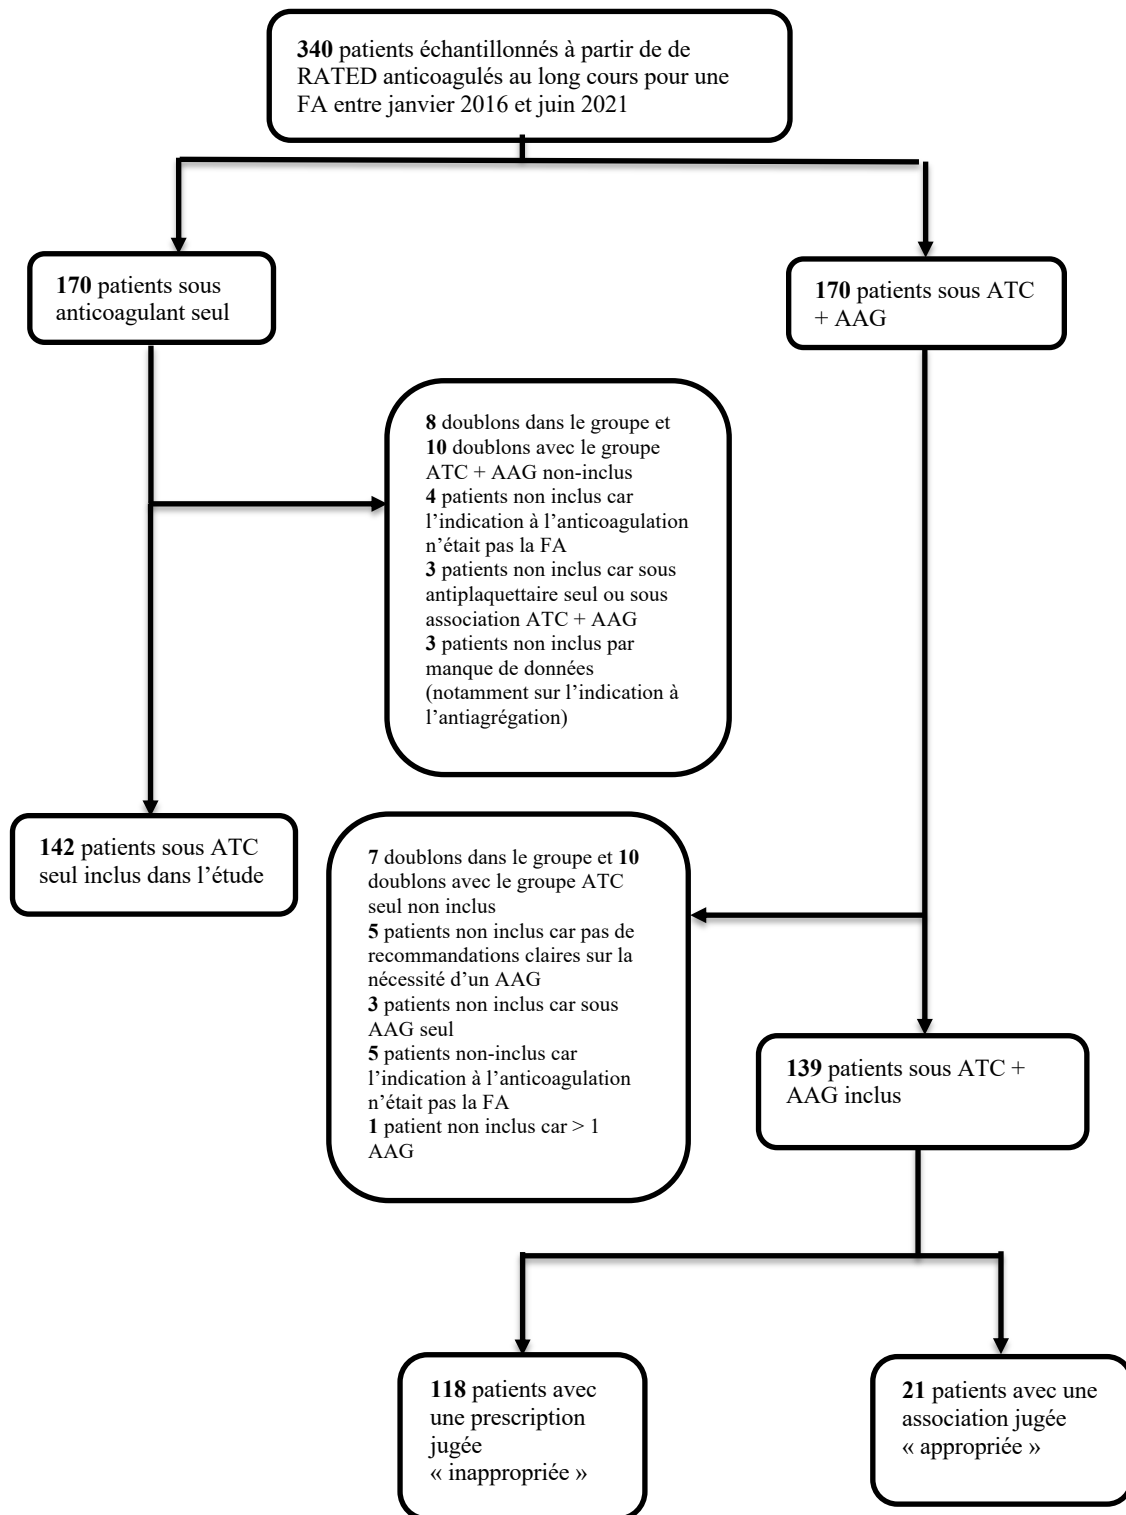 340 patients échantillonnés à partir de de
RATED anticoagulés au long cours pour une
FA entre janvier 2016 et juin 2021
170 patients sous
anticoagulant seul
170 patients sous ATC
+ AAG
8 doublons dans le groupe et
10 doublons avec le groupe
ATC + AAG non-inclus
4 patients non inclus car
l’indication à l’anticoagulation
n’était pas la FA
3 patients non inclus car sous
antiplaquettaire seul ou sous
association ATC + AAG
3 patients non inclus par
manque de données
(notamment sur l’indication à
l’antiagrégation)
142 patients sous ATC
seul inclus dans l’étude
7 doublons dans le groupe et 10
doublons avec le groupe ATC
seul non inclus
5 patients non inclus car pas de
recommandations claires sur la
nécessité d’un AAG
3 patients non inclus car sous
AAG seul
5 patients non-inclus car
l’indication à l’anticoagulation
n’était pas la FA
1 patient non inclus car > 1
AAG
139 patients sous ATC +
AAG inclus
118 patients avec
une prescription
jugée
« inappropriée »
21 patients avec une
association jugée
« appropriée »